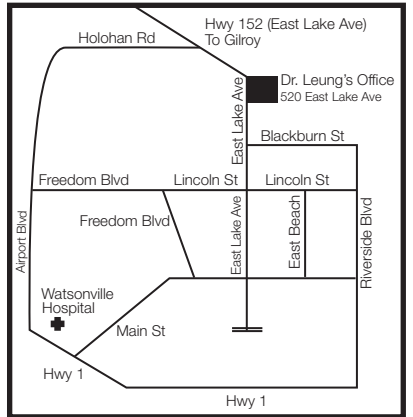 Hwy 152 (East Lake Ave)
To Gilroy
Holohan Rd
Dr. Leung's Office
520 East Lake Ave
East Lake Ave
Blackburn St
Freedom Blvd
Lincoln St
Lincoln St
Freedom Blvd
East Lake Ave
East Beach
Riverside Blvd
Airport Blvd
Watsonville
Hospital
Main St
Hwy 1
Hwy 1